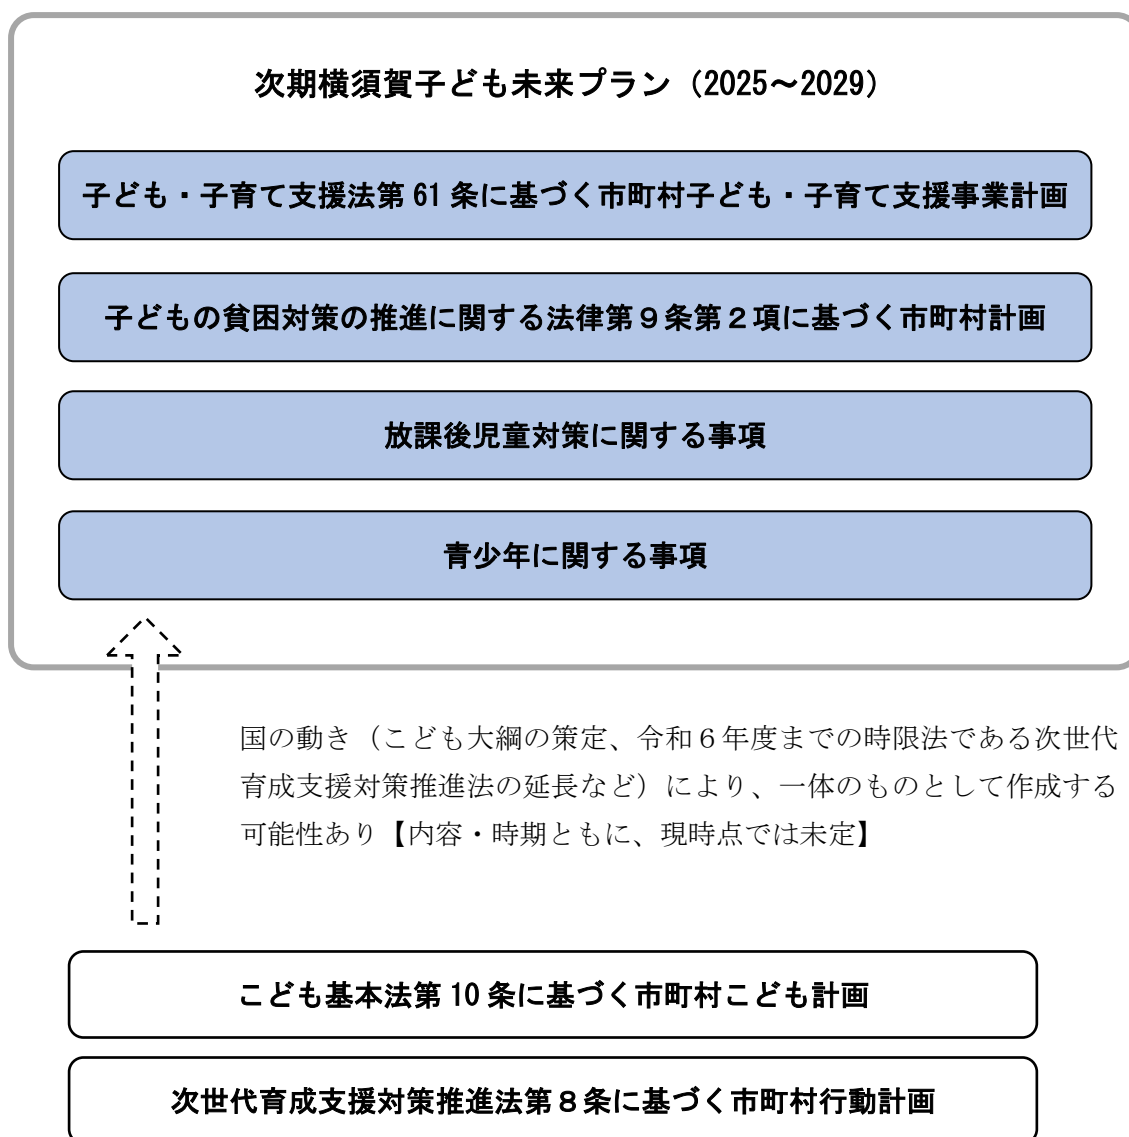 次期横須賀子ども未来プラン（2025～2029）
子ども・子育て支援法第 61 条に基づく市町村子ども・子育て支援事業計画
子どもの貧困対策の推進に関する法律第９条第２項に基づく市町村計画
放課後児童対策に関する事項
青少年に関する事項
国の動き（こども大綱の策定、令和６年度までの時限法である次世代
育成支援対策推進法の延長など）により、一体のものとして作成する
可能性あり【内容・時期ともに、現時点では未定】
こども基本法第 10 条に基づく市町村こども計画
次世代育成支援対策推進法第８条に基づく市町村行動計画